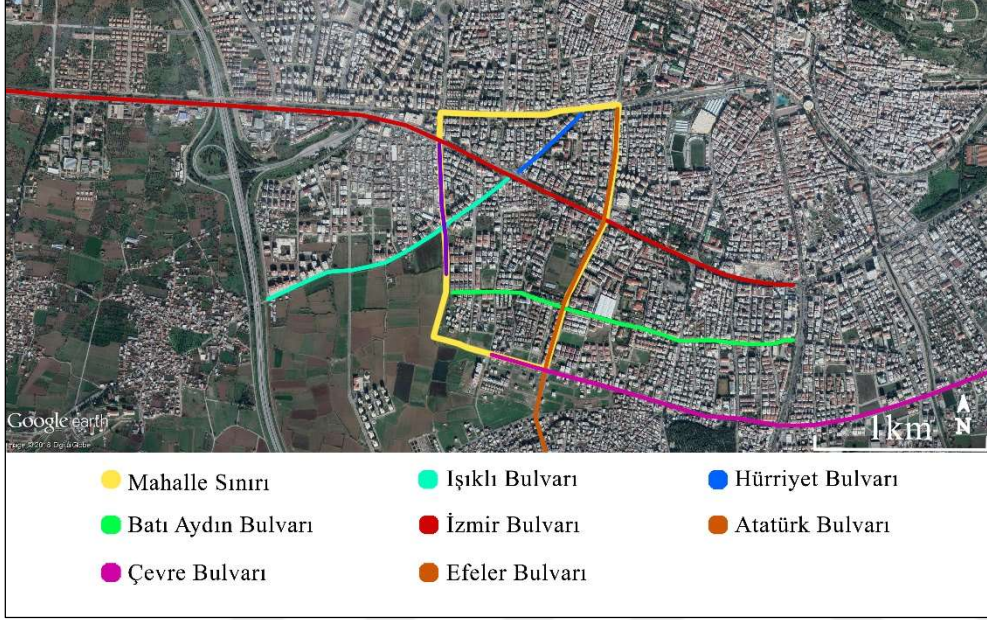 Google earth
1km
N
Mahalle Sınırı
Işıklı Bulvarı
Hürriyet Bulvarı
Batı Aydın Bulvarı
İzmir Bulvarı
Atatürk Bulvarı
Çevre Bulvarı
Efeler Bulvarı